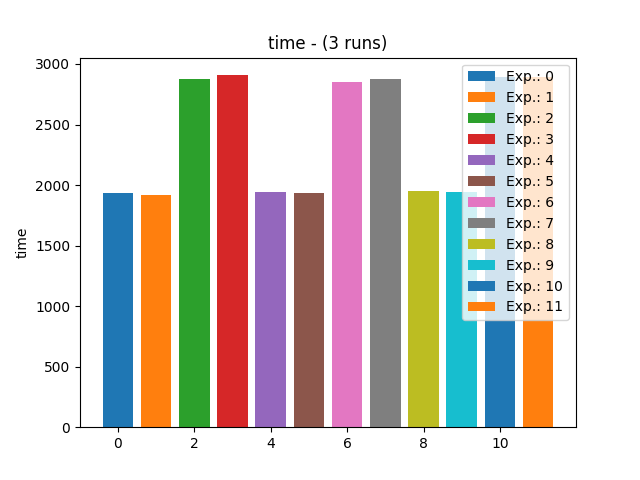 time - (3 runs)
3000
2500
2000
1500
1000
500
0
time
0
2
4
6
8
10
Exp.: 0
Exp.: 1
Exp.: 2
Exp.: 3
Exp.: 4
Exp.: 5
Exp.: 6
Exp.: 7
Exp.: 8
Exp.: 9
Exp.: 10
Exp.: 11